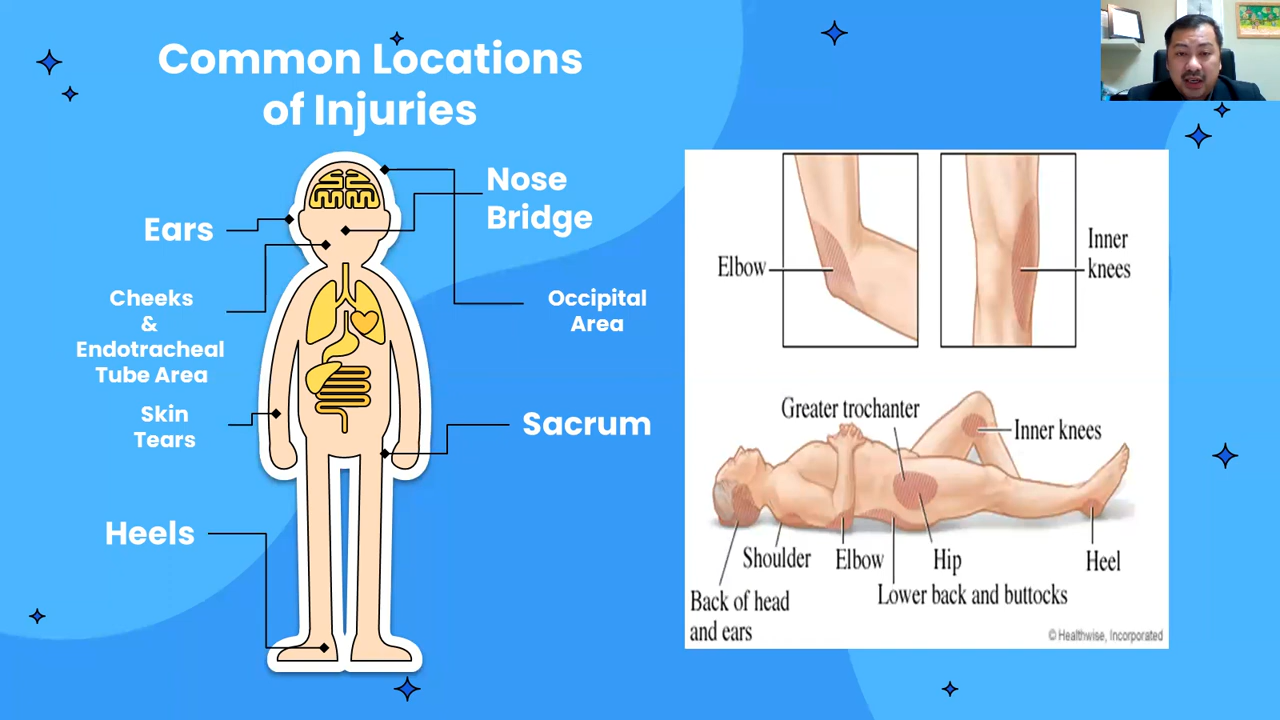 Common Locations
of Injuries
Nose
Bridge
Ears
Cheeks
&
Endotracheal
Tube Area
Occipital
Area
Skin
Tears
Sacrum
Heels
Elbow
Inner
knees
Greater trochanter
Inner knees
Shoulder
Elbow
Hip
Heel
Lower back and buttocks
Back of head
and ears
© Healthwise, Incorporated